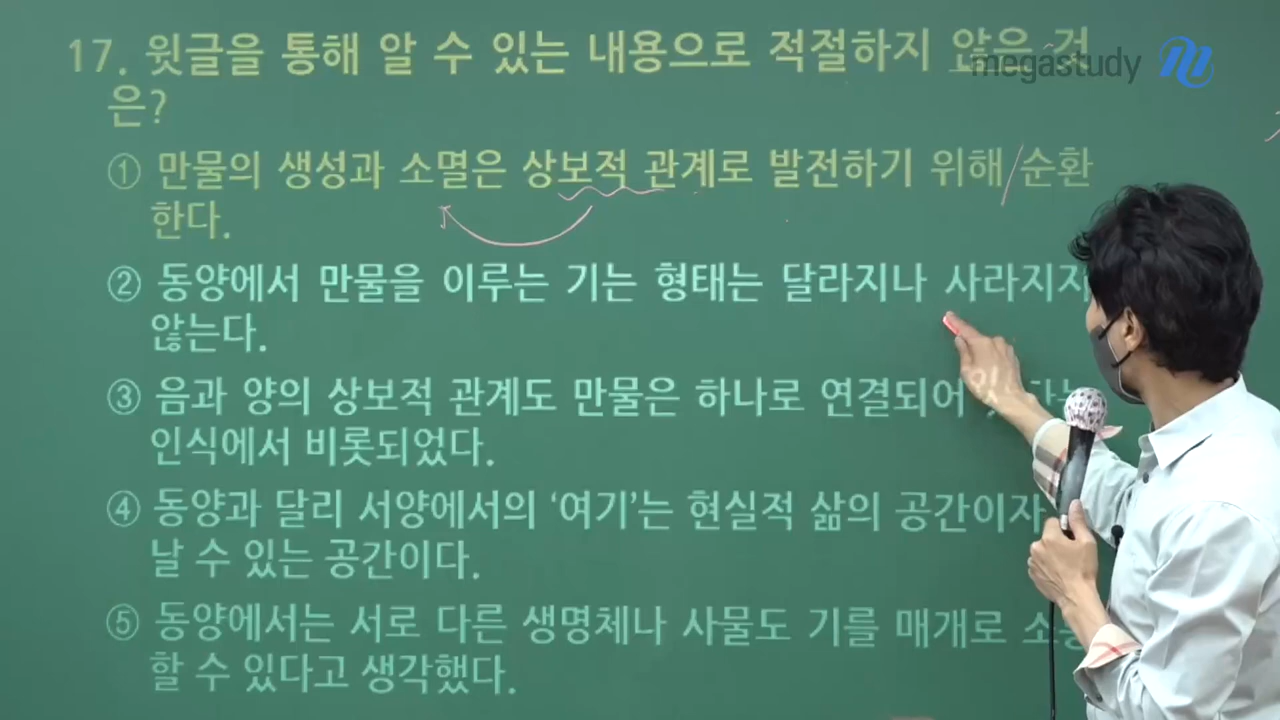 17. 윗글을 통해 알 수 있는 내용으로 적절하지 않은 것
은?
megastudy
① 만물의 생성과 소멸은 상보적 관계로 발전하기 위해 순환
한다.
② 동양에서 만물을 이루는 기는 형태는 달라지나 사라지지
않는다.
③ 음과 양의 상보적 관계도 만물은 하나로 연결되어
인식에서 비롯되었다.
④ 동양과 달리 서양에서의 ‘여기’는 현실적 삶의 공간이자
날 수 있는 공간이다.
⑤ 동양에서는 서로 다른 생명체나 사물도 기를 매개로
할 수 있다고 생각했다.